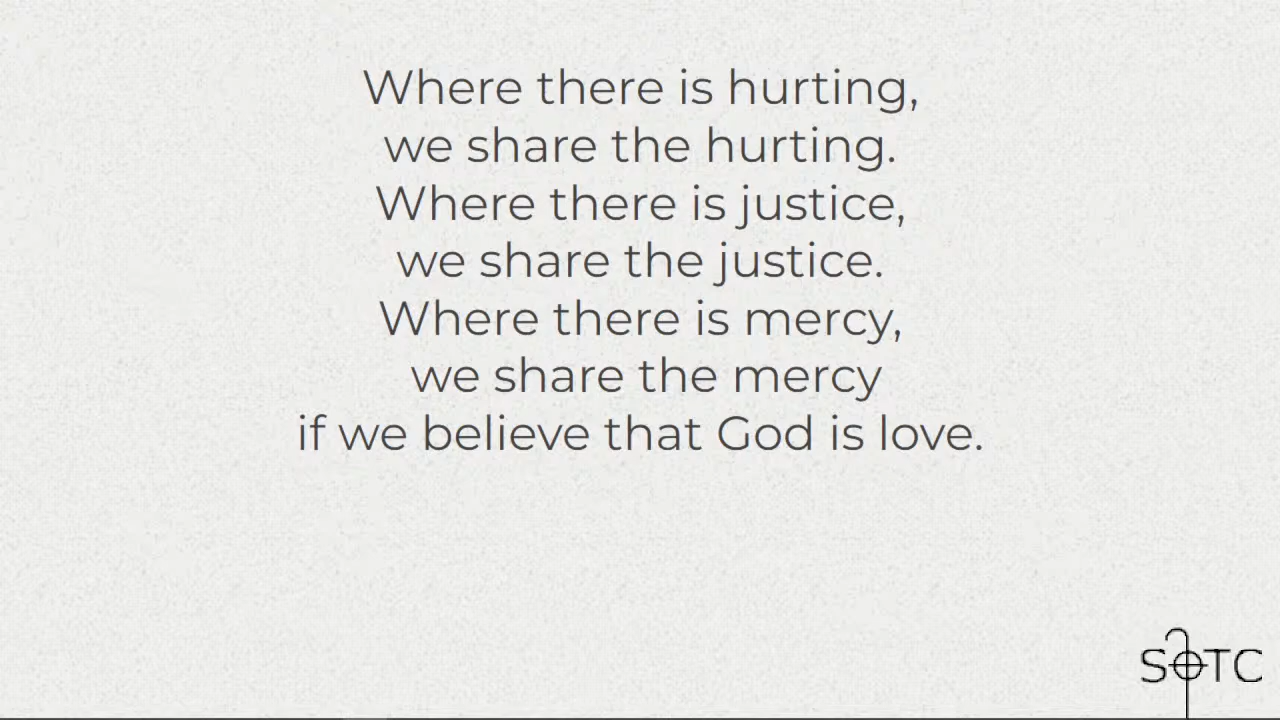 Where there is hurting,
we share the hurting.
Where there is justice,
we share the justice.
Where there is mercy,
we share the mercy
if we believe that God is love.
SOTC